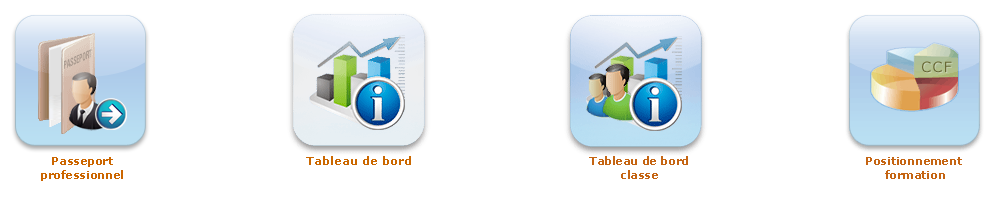 PASSEPORT
CCF
Passeport
professionnel
Tableau de bord
Tableau de bord
classe
Positionnement
formation